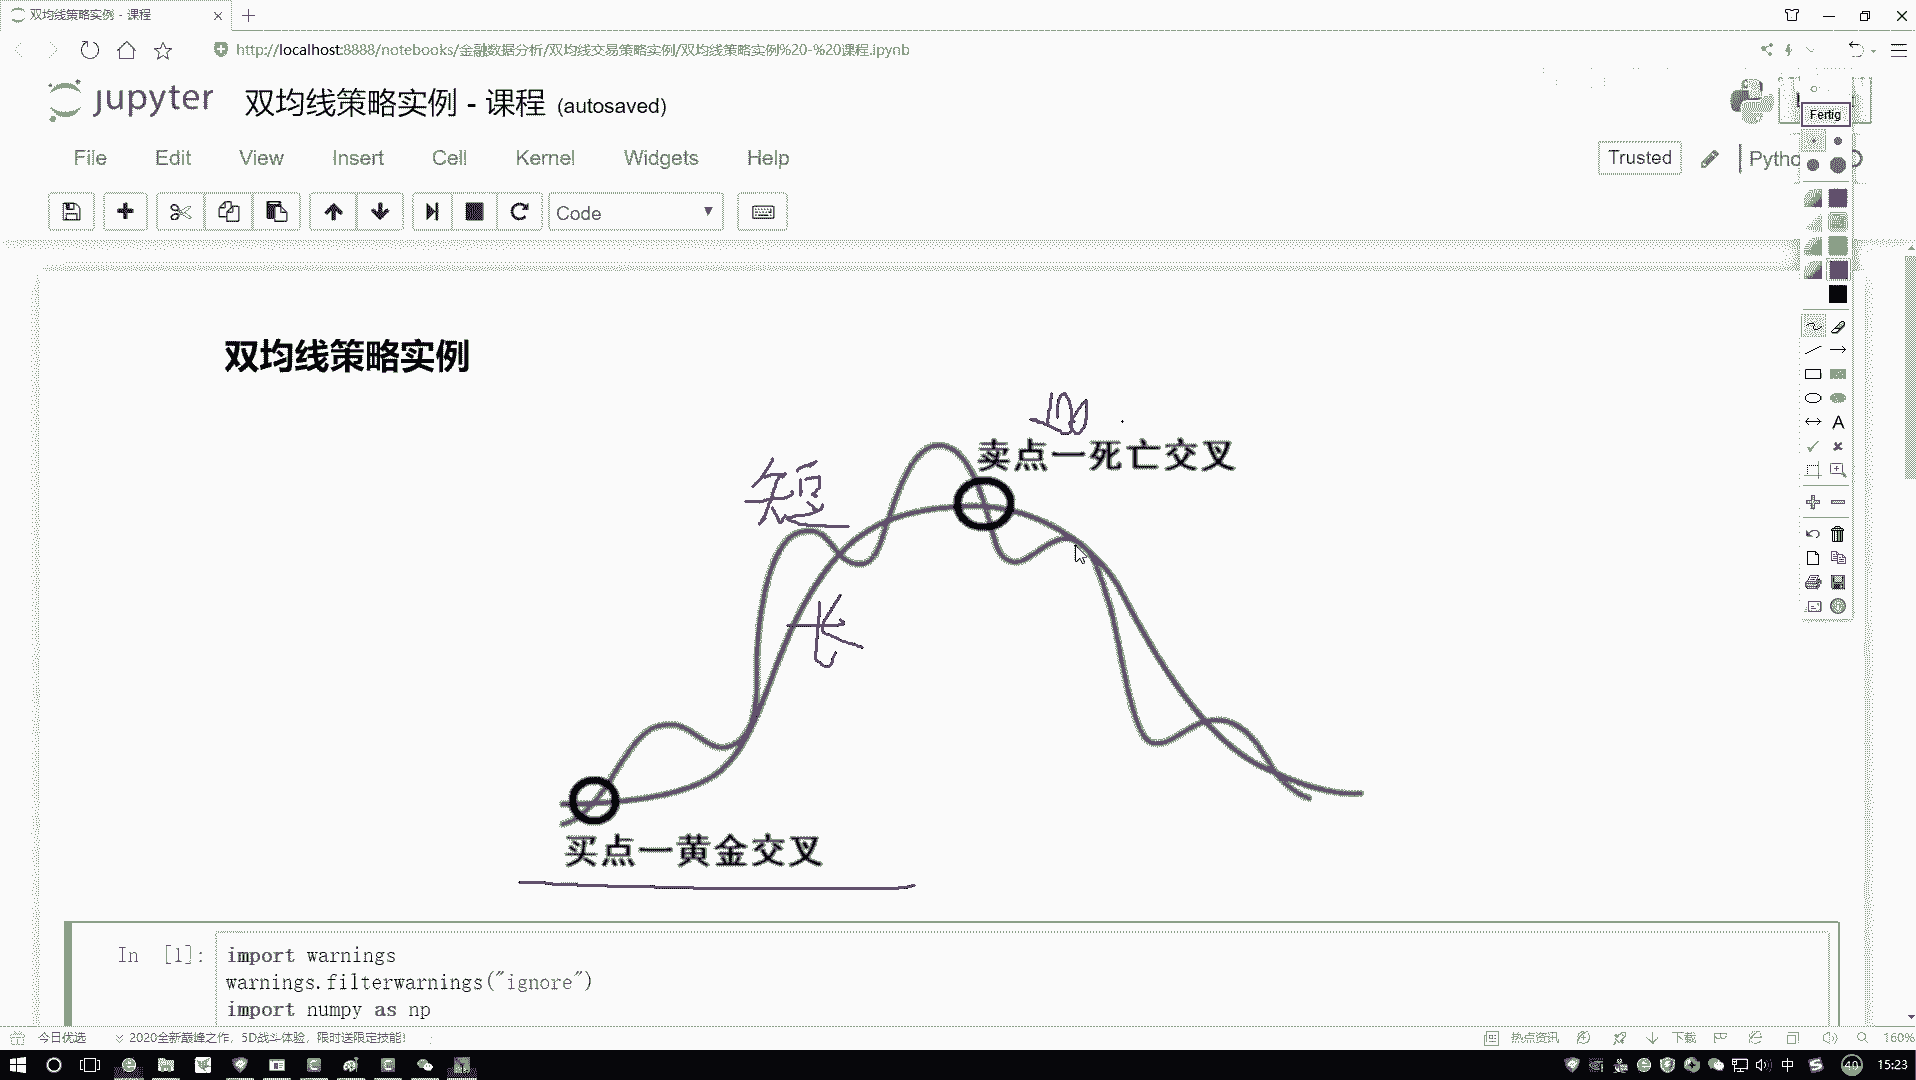 双均线策略实例 - 课程
http://localhost:8888/notebooks/金融数据分析/双均线交易策略实例/双均线策略实例%20-%20课程.ipynb
jupyter 双均线策略实例 - 课程 (autosaved)
File Edit View Insert Cell Kernel Widgets Help
Trusted
Pytho
Fertig
Code
双均线策略实例
卖点一死亡交叉
短
长
买点一黄金交叉
In [1]:
import warnings
warnings.filterwarnings("ignore")
import numpy as np
今日优选
2020全新巅峰之作，5D战斗体验，限时送限定技能！
热点资讯
下载
160%
中
40
15:23